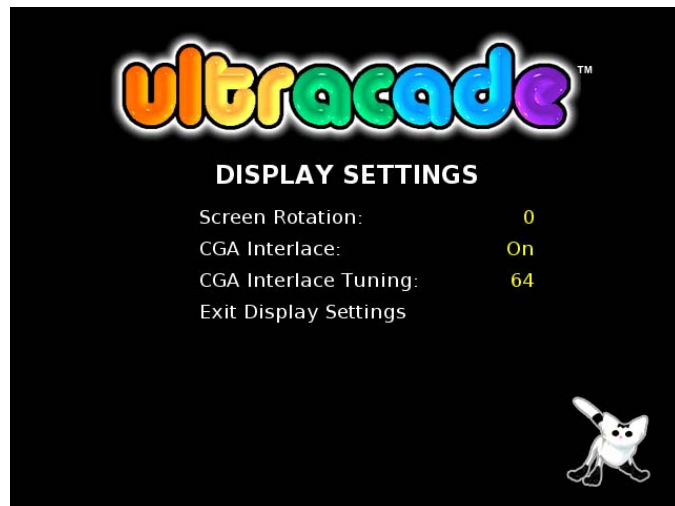 ultracade™
DISPLAY SETTINGS
Screen Rotation: 0
CGA Interlace: On
CGA Interlace Tuning: 64
Exit Display Settings